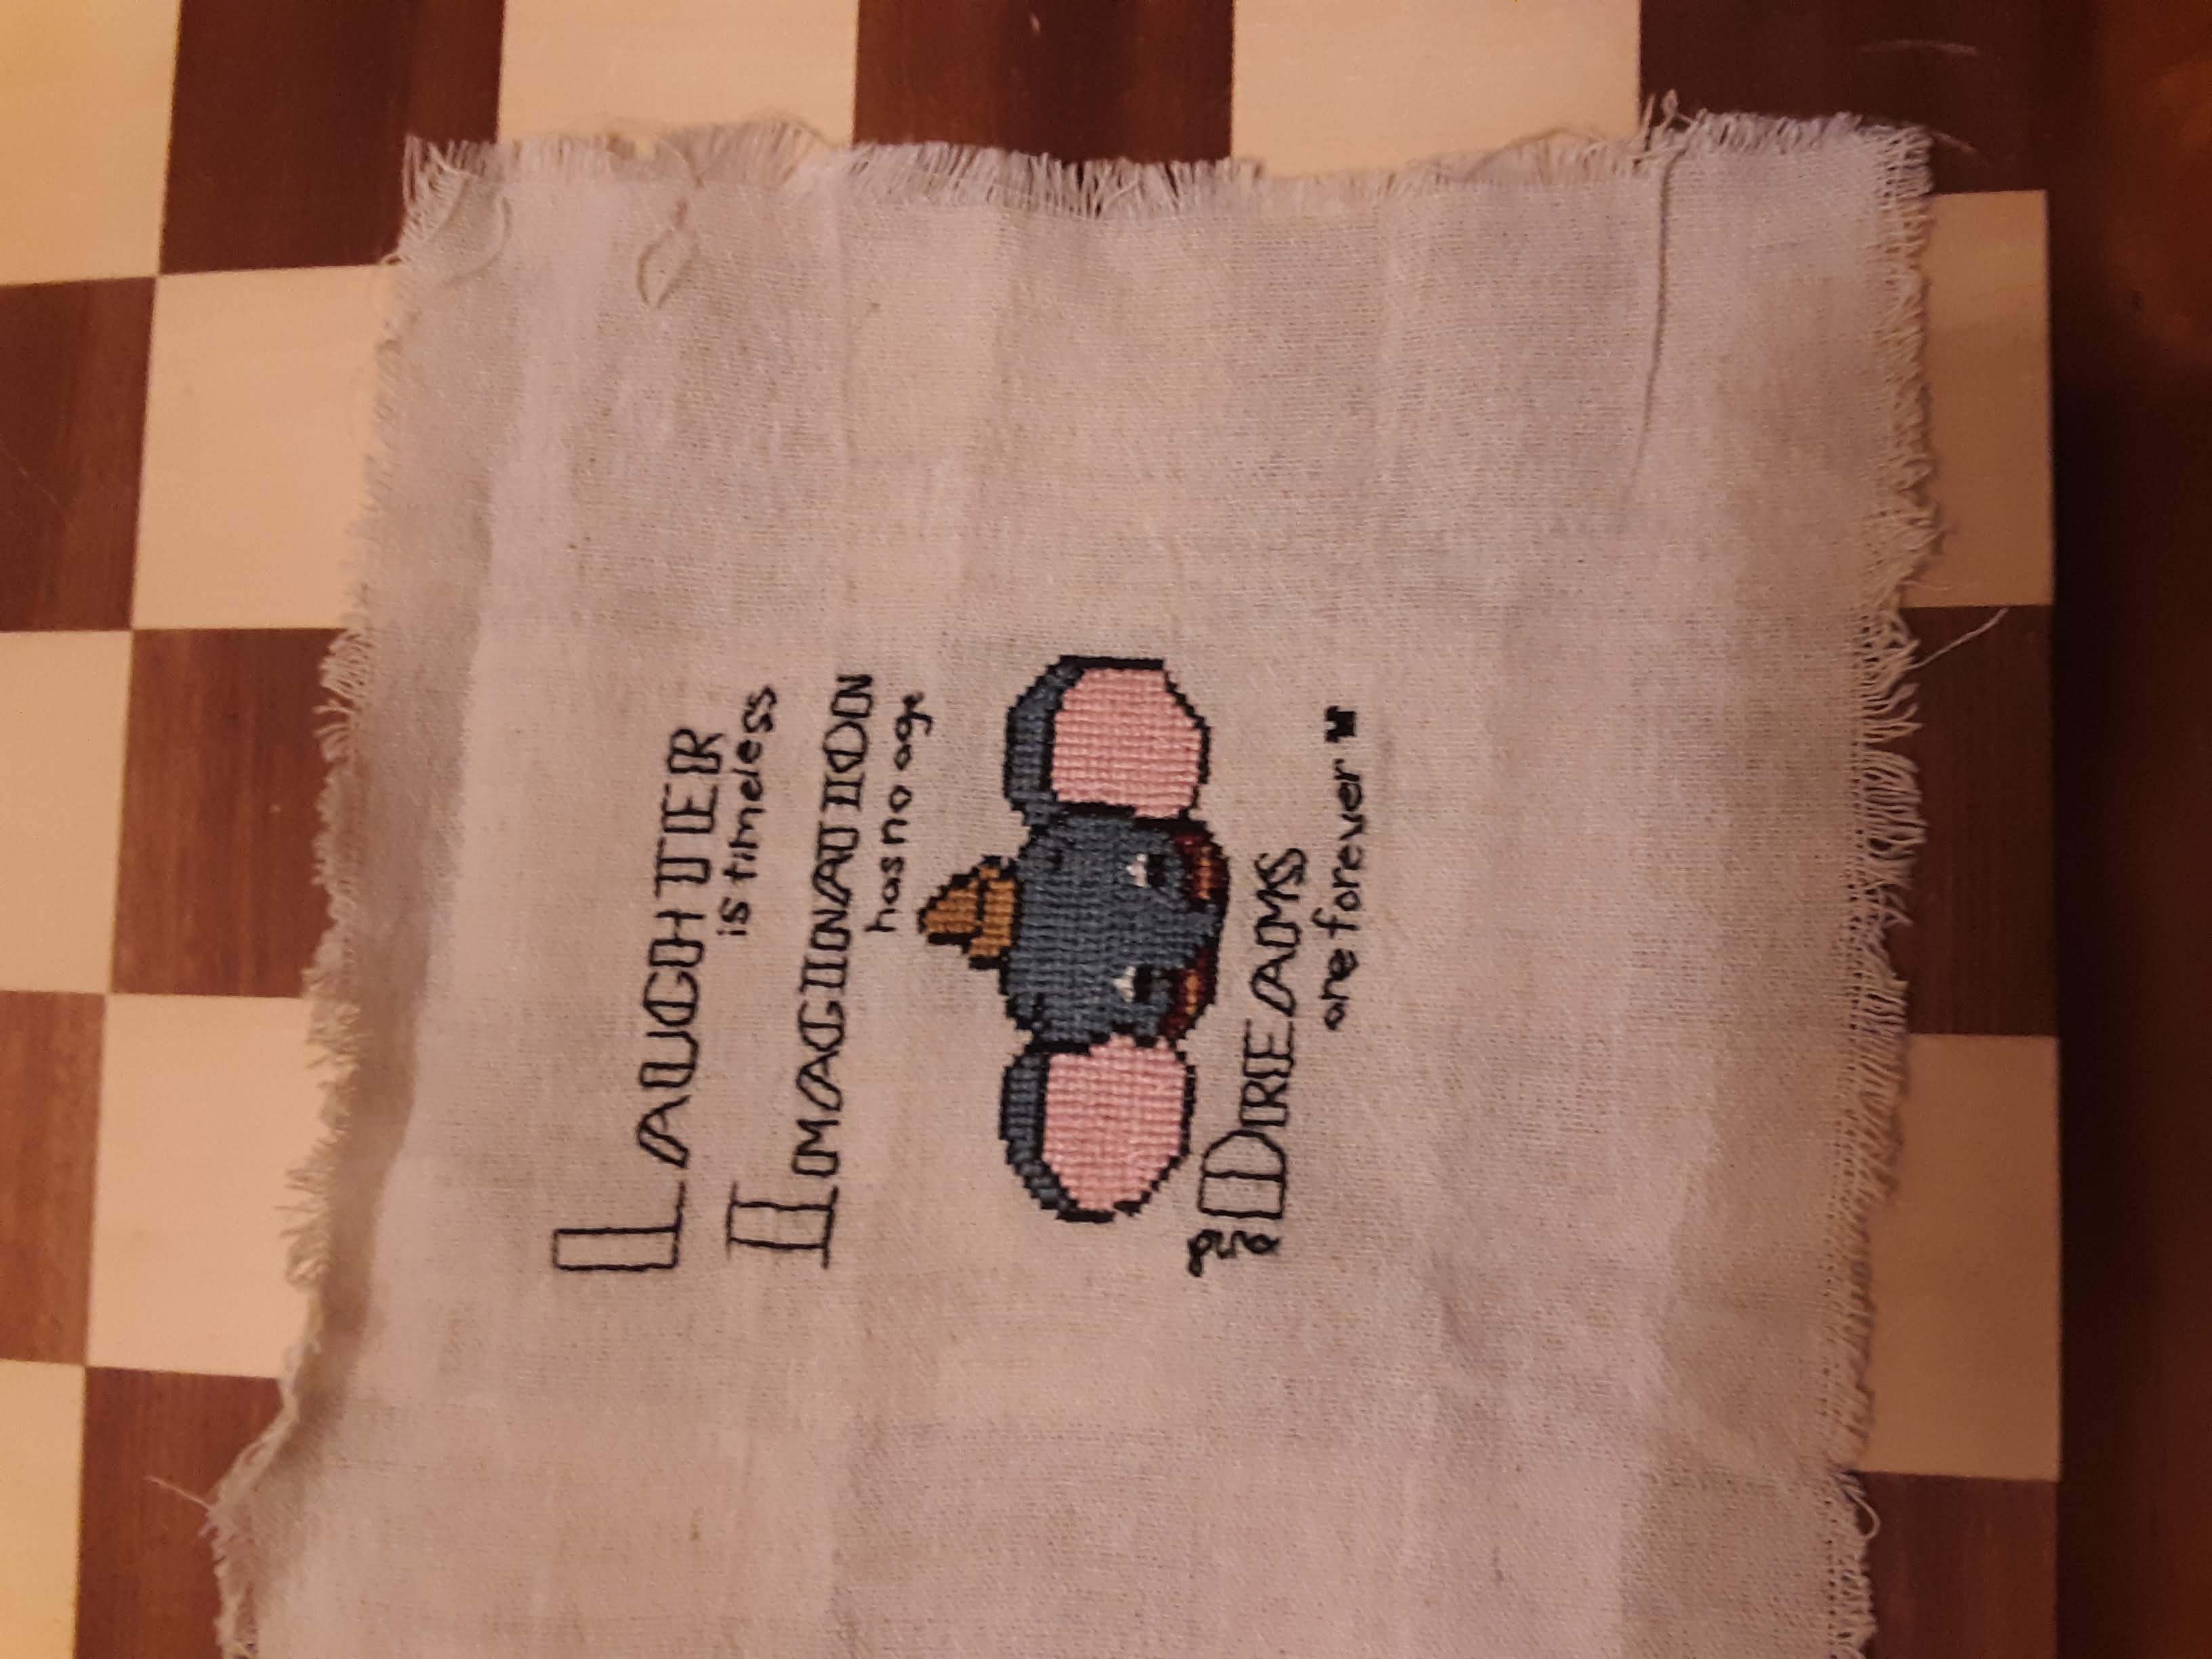 LAUGHTER
is timeless
IMAGINATION
has no age
and DREAMS
are forever